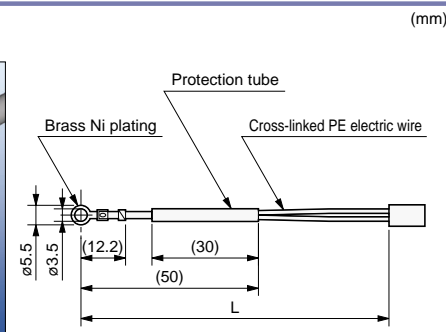 (mm)
Protection tube
Brass Ni plating
Cross-linked PE electric wire
ø5.5
ø3.5
(12.2)
(30)
(50)
L